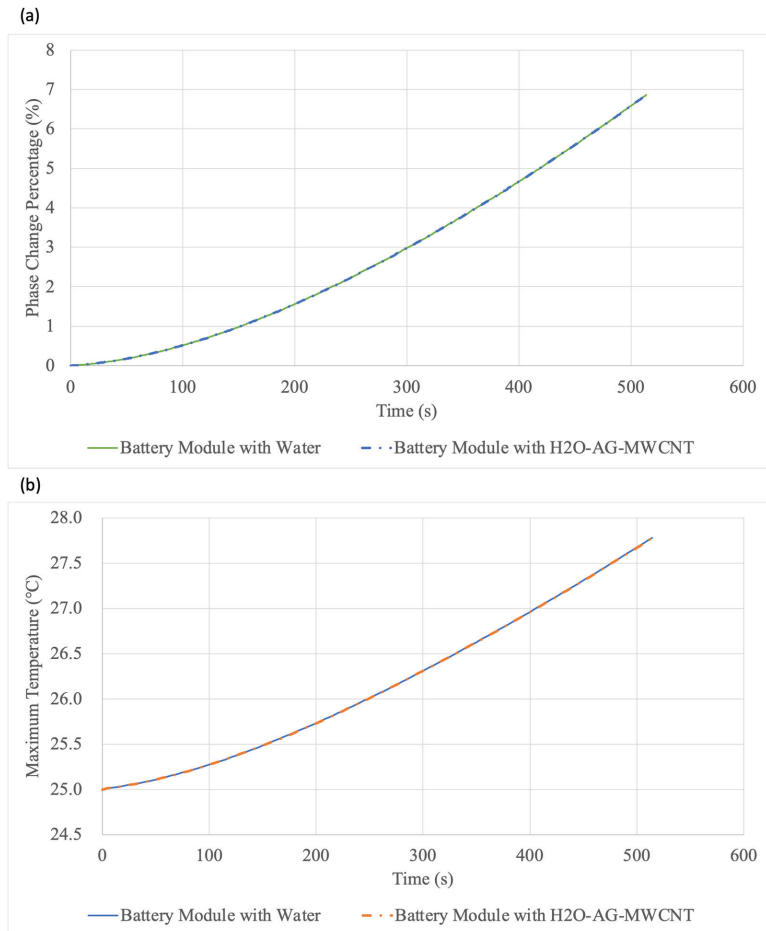 (a)
8
7
6
5
4
3
2
1
0
Phase Change Percentage (%)
0 100 200 300 400 500 600
Time (s)
Battery Module with Water Battery Module with H2O-AG-MWCNT
(b)
28.0
27.5
27.0
26.5
26.0
25.5
25.0
24.5
Maximum Temperature (°C)
0 100 200 300 400 500 600
Time (s)
Battery Module with Water Battery Module with H2O-AG-MWCNT